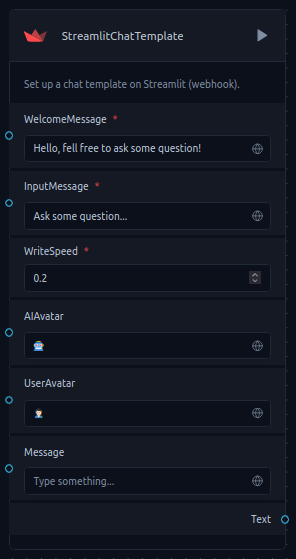 StreamlitChatTemplate
Set up a chat template on Streamlit (webhook).
WelcomeMessage *
Hello, fell free to ask some question!
InputMessage *
Ask some question...
WriteSpeed *
0.2
AIAvatar
UserAvatar
Message
Type something...
Text